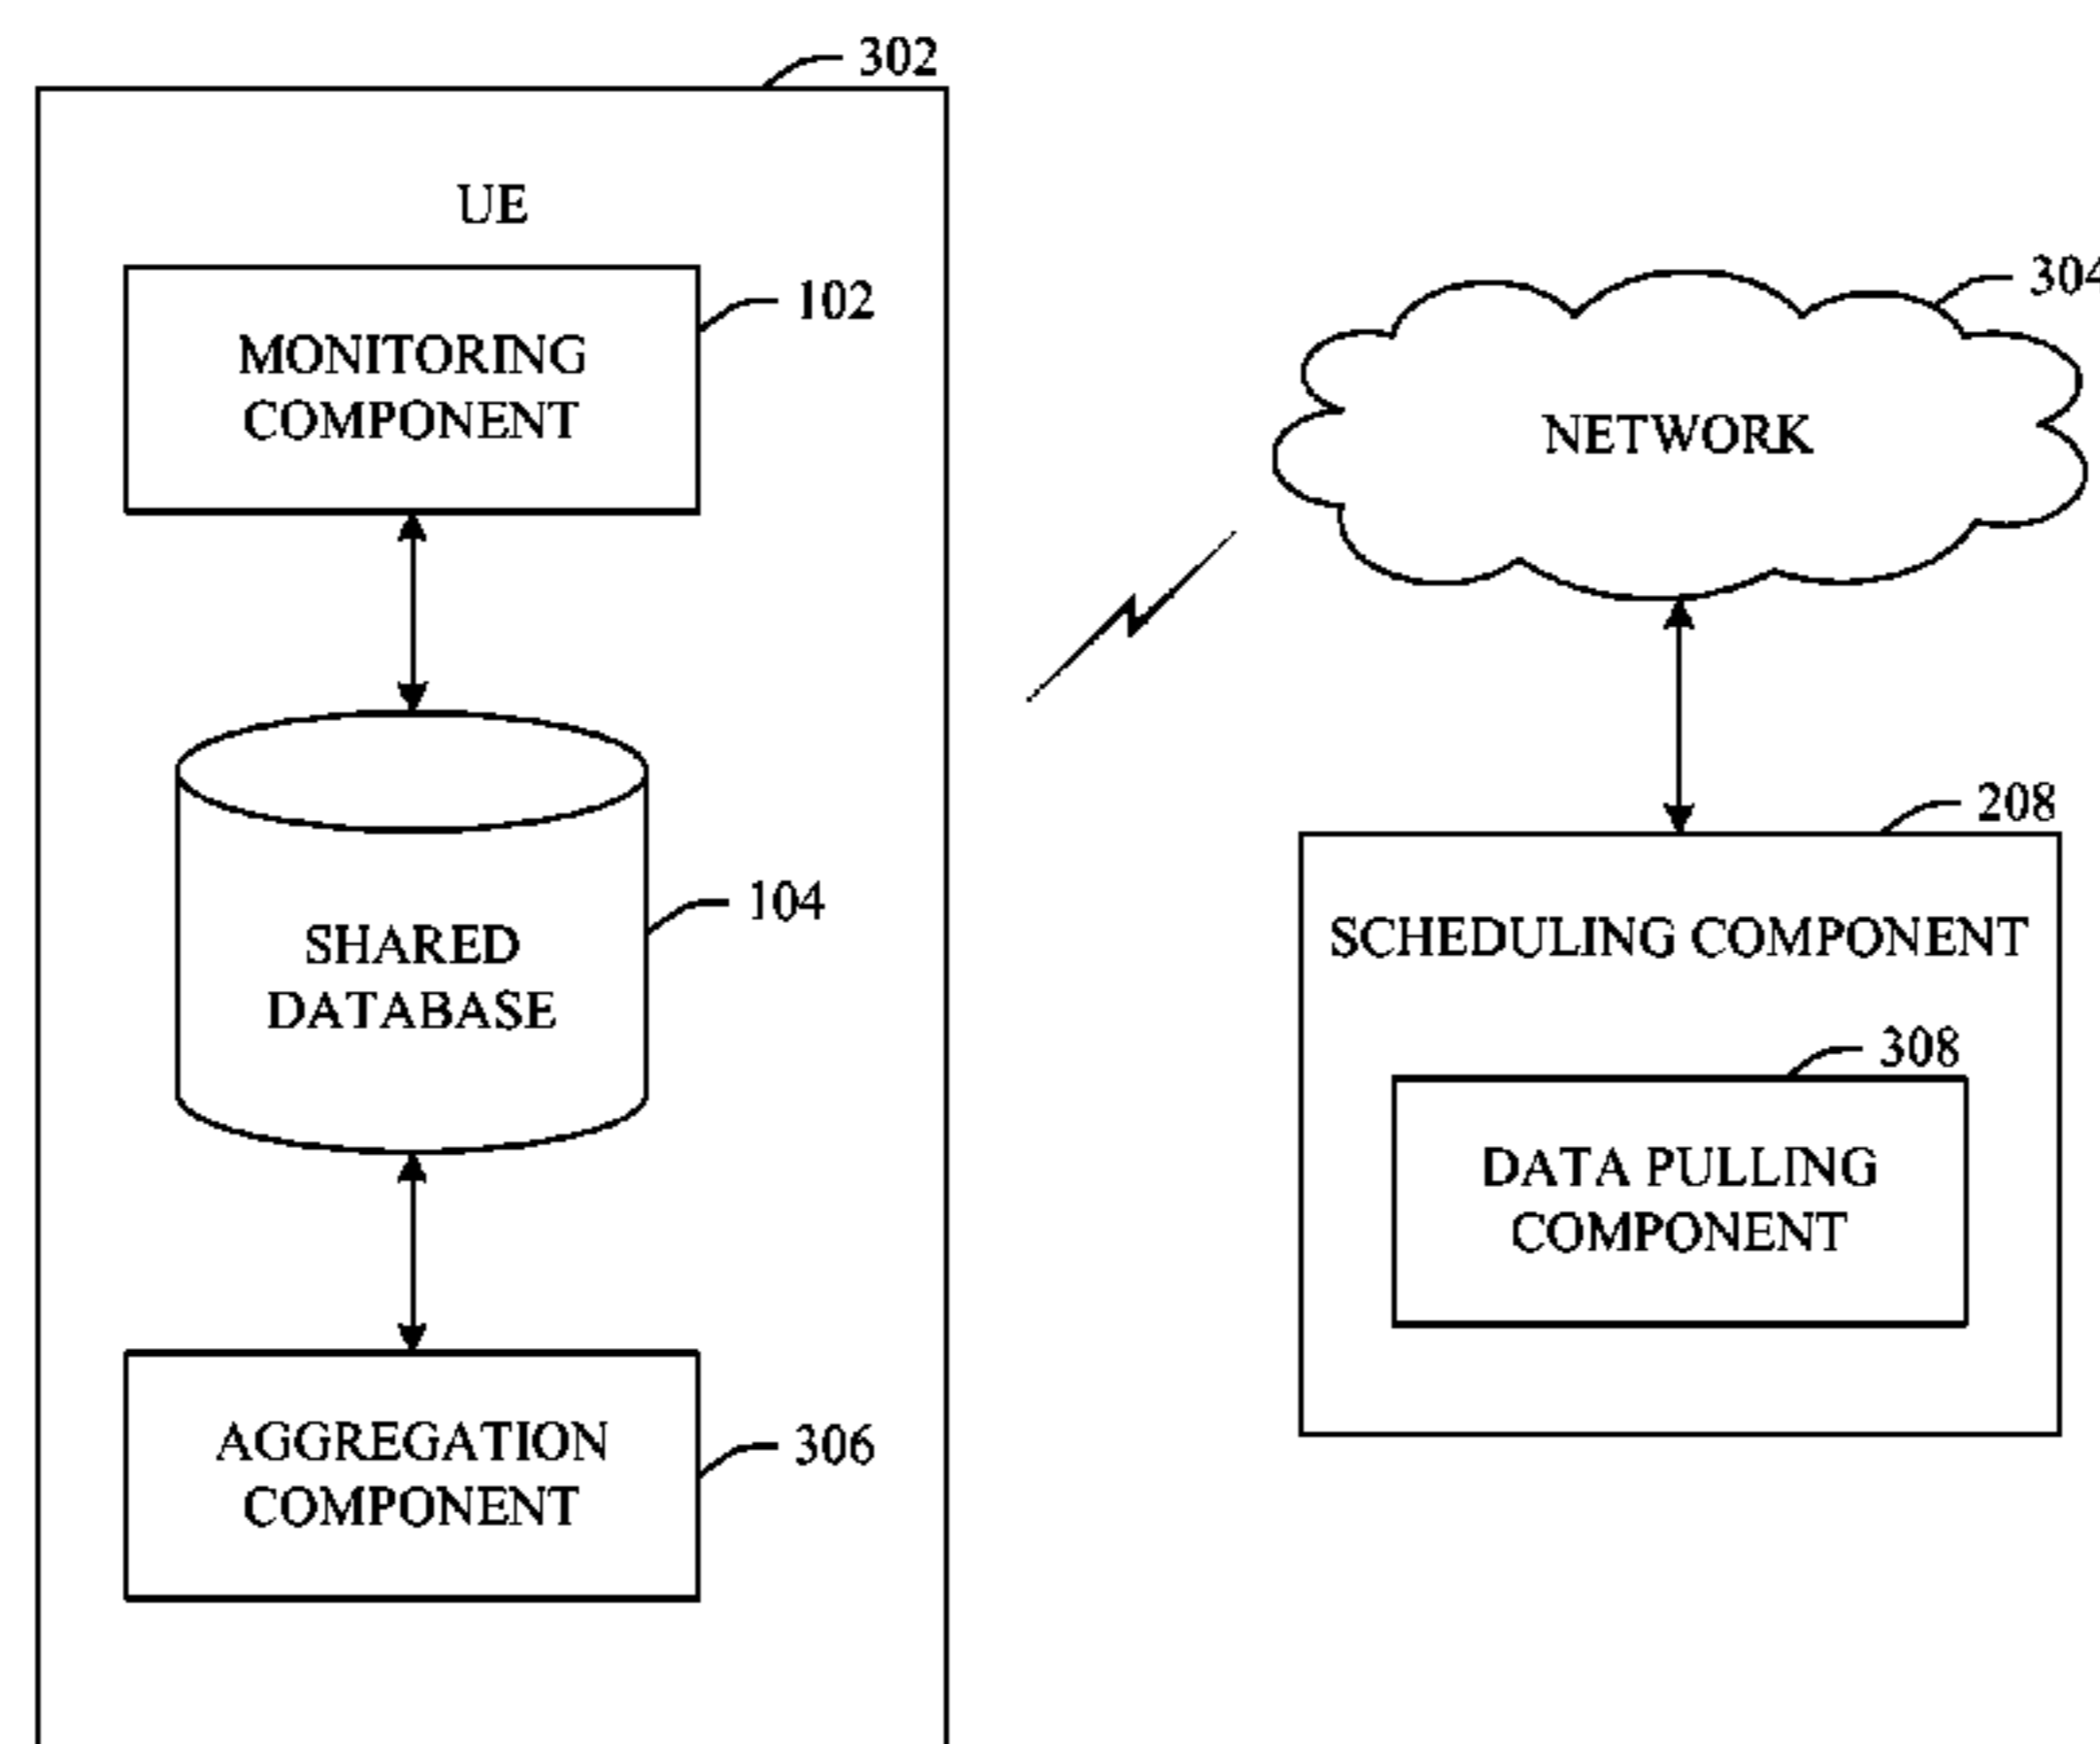 302
UE
102
MONITORING
COMPONENT
104
SHARED
DATABASE
306
AGGREGATION
COMPONENT
304
NETWORK
208
SCHEDULING COMPONENT
308
DATA PULLING
COMPONENT